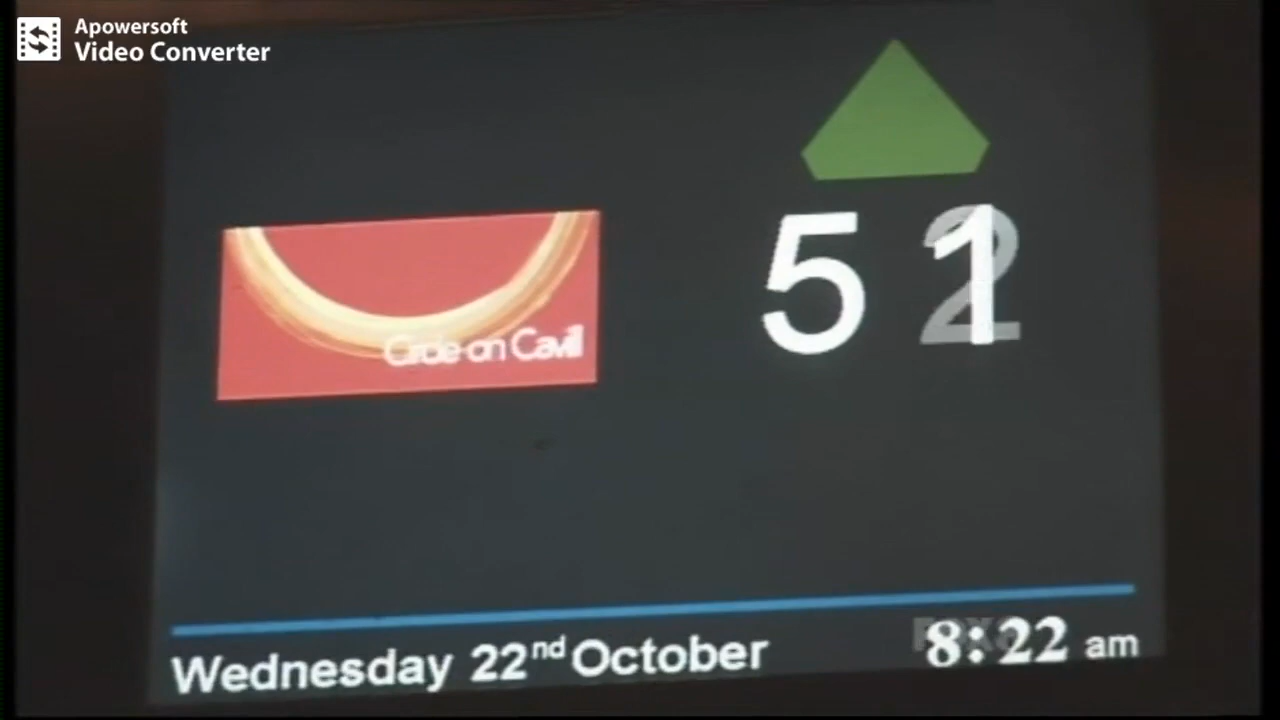 Apowersoft
Video Converter
51
Circle on Cavill
Wednesday 22nd October
8:22 am